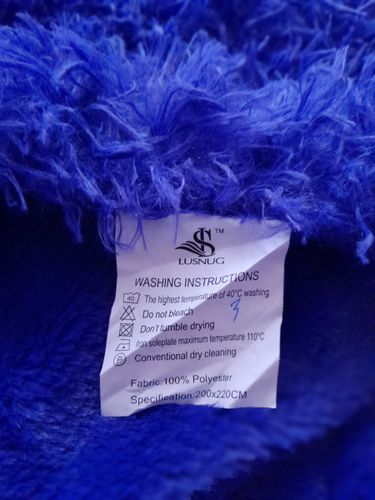 S TM
LUSNUG
WASHING INSTRUCTIONS
40 The highest temperature of 40°C washing
Do not bleach
3
Don't tumble drying
Iron soleplate maximum temperature 110°C
P Conventional dry cleaning
Fabric:100% Polyester
Specification:200x220CM